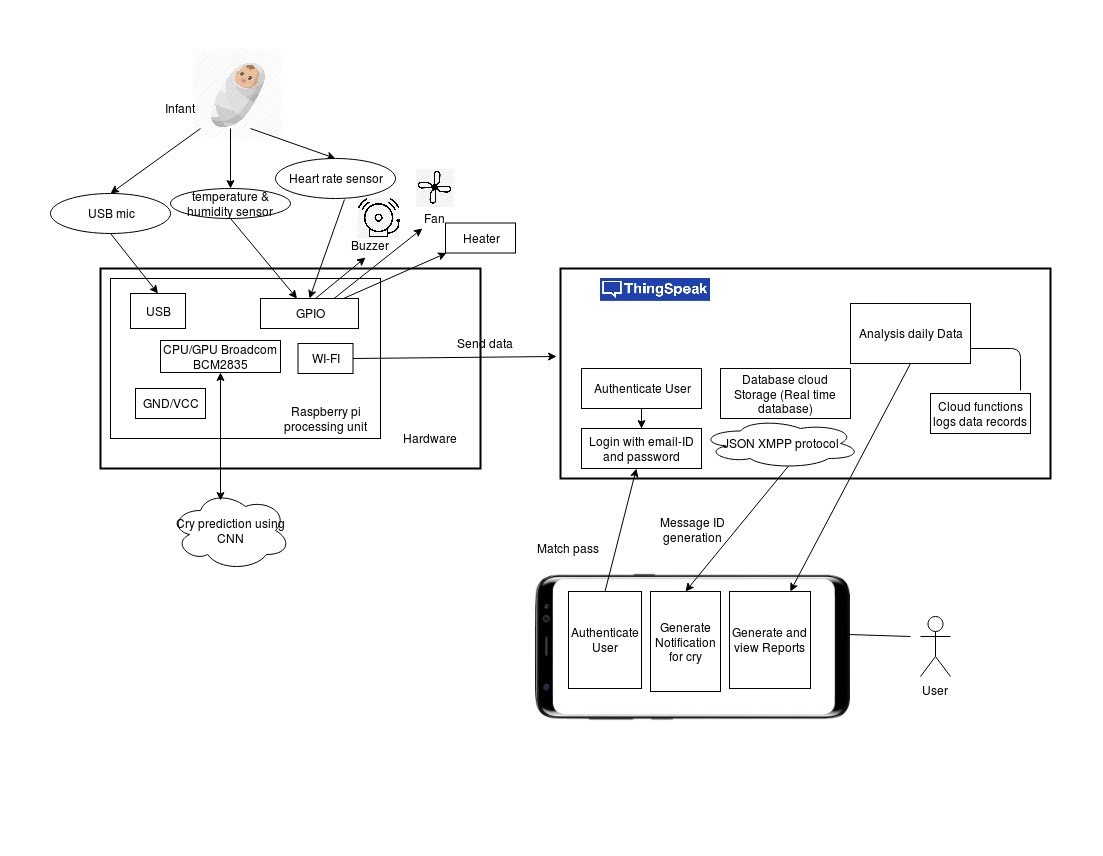 Infant
USB mic
temperature &
humidity sensor
Heart rate sensor
Fan
Buzzer
Heater
USB
GPIO
CPU/GPU Broadcom
BCM2835
WI-FI
GND/VCC
Raspberry pi
processing unit
Hardware
Send data
Cry prediction using
CNN
ThingSpeak
Analysis daily Data
Authenticate User
Database cloud
Storage (Real time
database)
Cloud functions
logs data records
Login with email-ID
and password
JSON XMPP protocol
Match pass
Message ID
generation
Authenticate
User
Generate
Notification
for cry
Generate and
view Reports
User